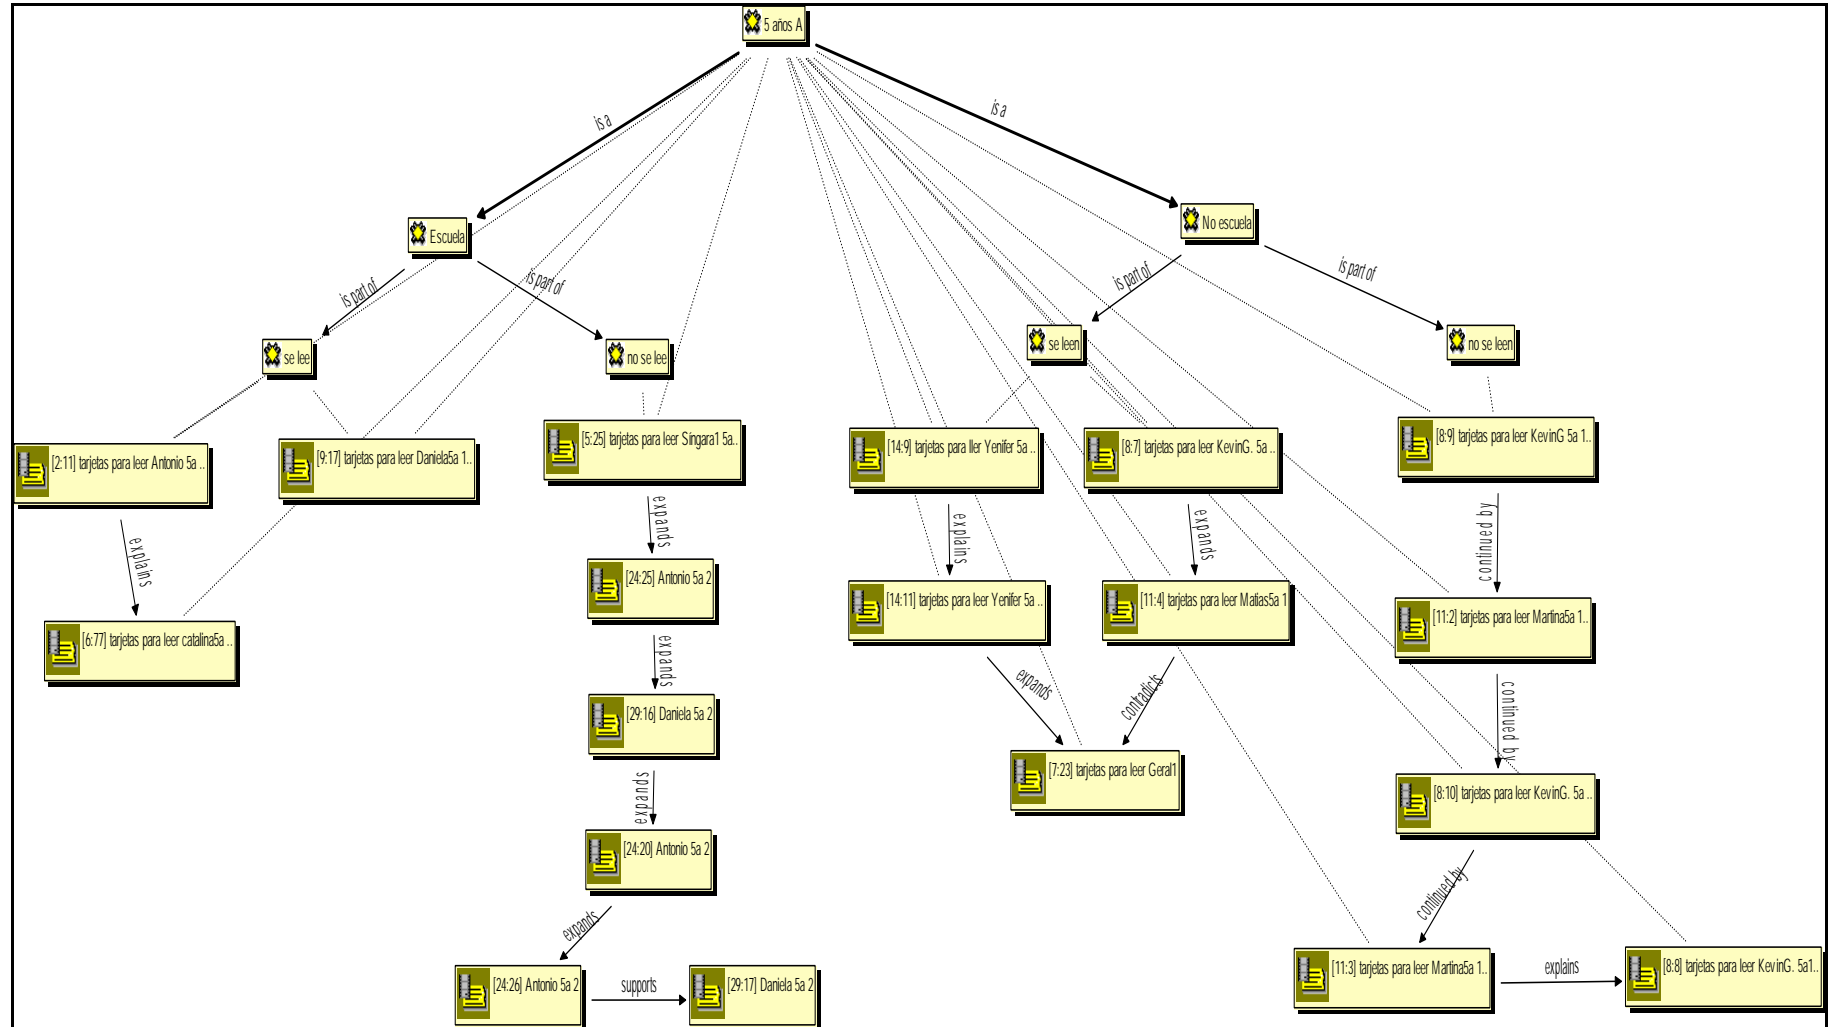 5 años A
is a
is a
Escuela
No escuela
is part of
is part of
is part of
is part of
se lee
no se lee
se leen
no se leen
[2:11] tarjetas para leer Antonio 5a ..
[9:17] tarjetas para leer Daniela5a 1..
[5:25] tarjetas para leer Síngara1 5a..
[14:9] tarjetas para ller Yenifer 5a ..
[8:7] tarjetas para leer KevinG. 5a ..
[8:9] tarjetas para leer KevinG 5a 1..
explains
expands
explains
expands
continued by
[6:77] tarjetas para leer catalina5a ..
[24:25] Antonio 5a 2
[14:11] tarjetas para leer Yenifer 5a ..
[11:4] tarjetas para leer Matias5a 1
[11:2] tarjetas para leer Martina5a 1..
expands
expands
contradicts
continued by
[29:16] Daniela 5a 2
[7:23] tarjetas para leer Geral1
[8:10] tarjetas para leer KevinG. 5a ..
expands
[24:20] Antonio 5a 2
expands
continued by
[24:26] Antonio 5a 2
supports
[29:17] Daniela 5a 2
[11:3] tarjetas para leer Martina5a 1..
explains
[8:8] tarjetas para leer KevinG. 5a1..